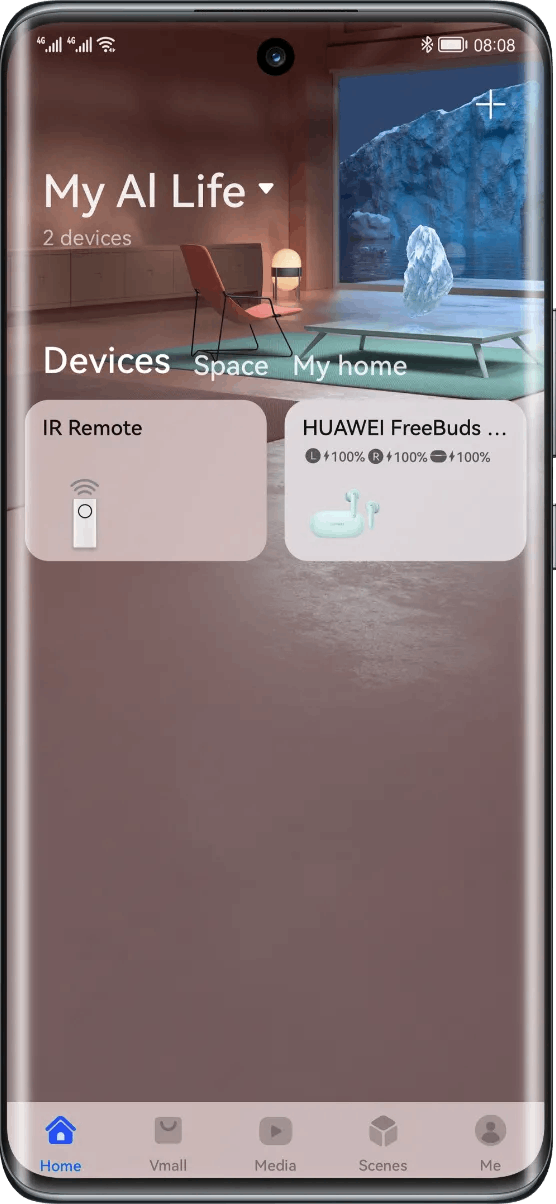 4G 4G 08:08
My AI Life
2 devices
Devices Space My home
IR Remote
HUAWEI FreeBuds ...
L 100% R 100% 100%
Home Vmall Media Scenes Me